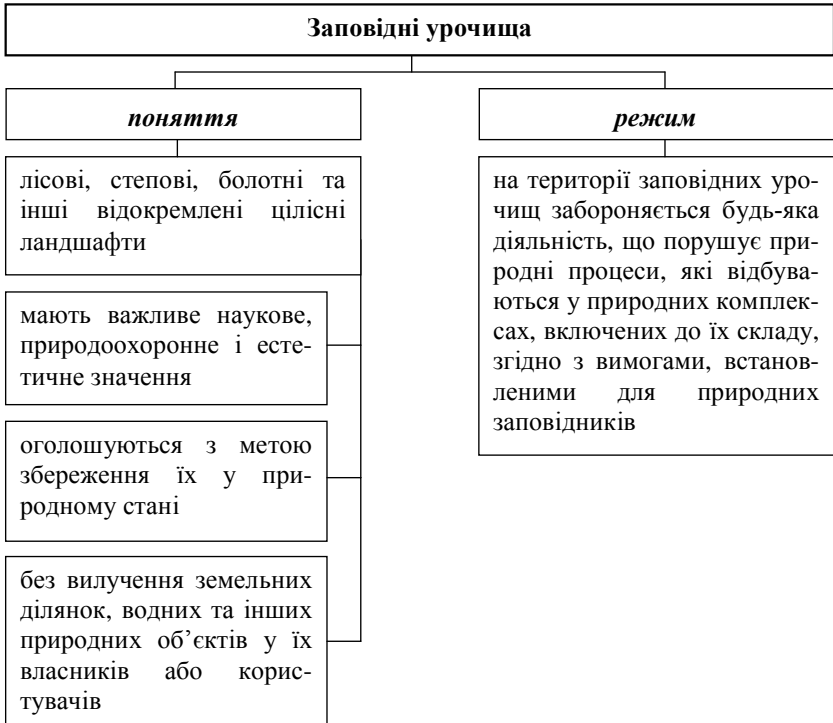 Заповідні урочища
поняття
лісові, степові, болотні та
інші відокремлені цілісні
ландшафти
мають важливе наукове,
природоохоронне і есте-
тичне значення
оголошуються з метою
збереження їх у при-
родному стані
без вилучення земельних
ділянок, водних та інших
природних об’єктів у їх
власників або корис-
тувачів
режим
на території заповідних уро-
чищ забороняється будь-яка
діяльність, що порушує при-
родні процеси, які відбува-
ються у природних комплек-
сах, включених до їх складу,
згідно з вимогами, встанов-
леними для природних
заповідників